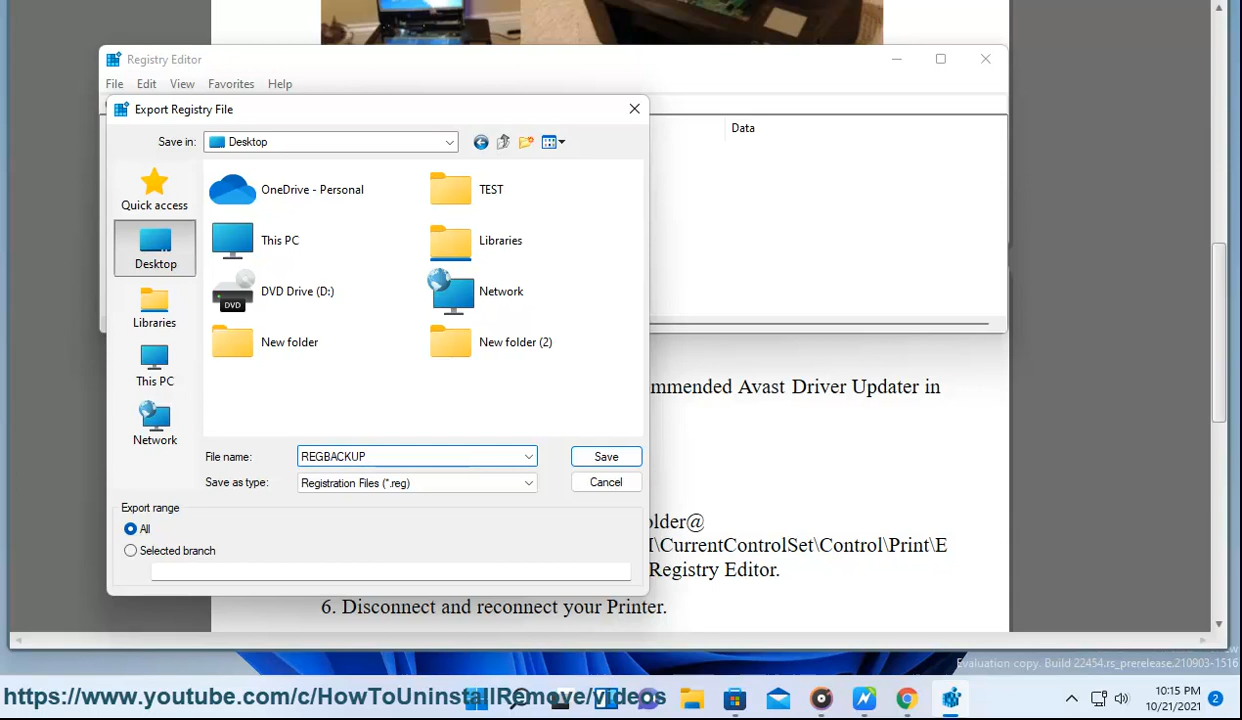 Registry Editor
File Edit View Favorites Help
Export Registry File
Save in: Desktop
Data
Quick access
Desktop
Libraries
This PC
Network
OneDrive - Personal
TEST
This PC
Libraries
DVD Drive (D:)
DVD
Network
New folder
New folder (2)
File name: REGBACKUP Save
Save as type: Registration Files (*.reg) Cancel
Export range
All
Selected branch
mmended Avast Driver Updater in
older@
\CurrentControlSet\Control\Print\E
Registry Editor.
6. Disconnect and reconnect your Printer.
Evaluation copy. Build 22454.rs_prerelease.210903-1516
https://www.youtube.com/c/HowToUninstallRemove/videos
10:15 PM
10/21/2021
2